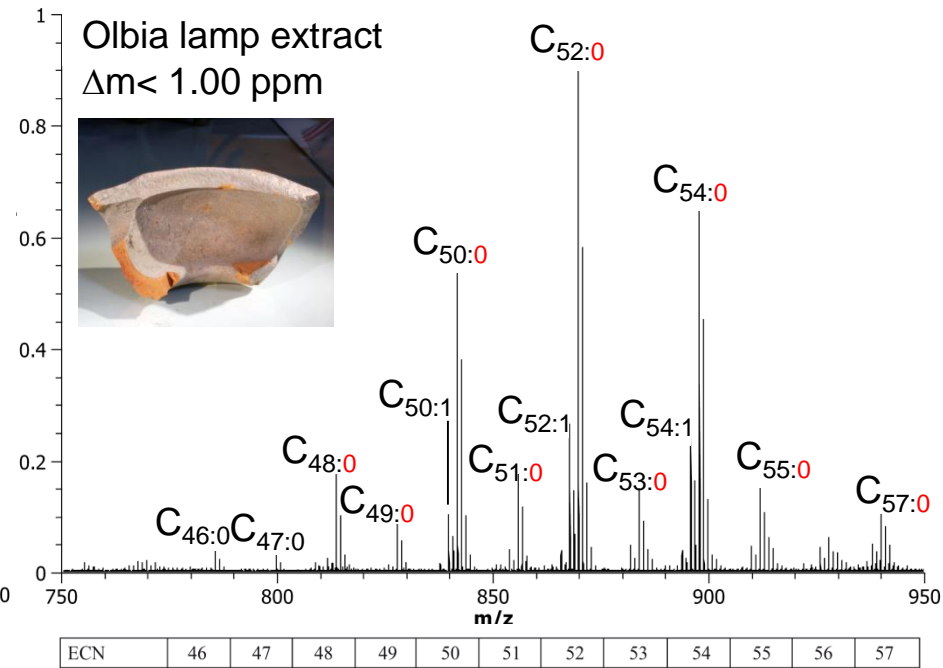 Olbia lamp extract
Δm< 1.00 ppm
1
0.8
0.6
0.4
0.2
0
0
C52:0
C54:0
C50:0
C50:1
C52:1
C54:1
C48:0
C49:0
C51:0
C53:0
C55:0
C57:0
C46:0
C47:0
750 800 850 900 950
m/z
ECN 46 47 48 49 50 51 52 53 54 55 56 57